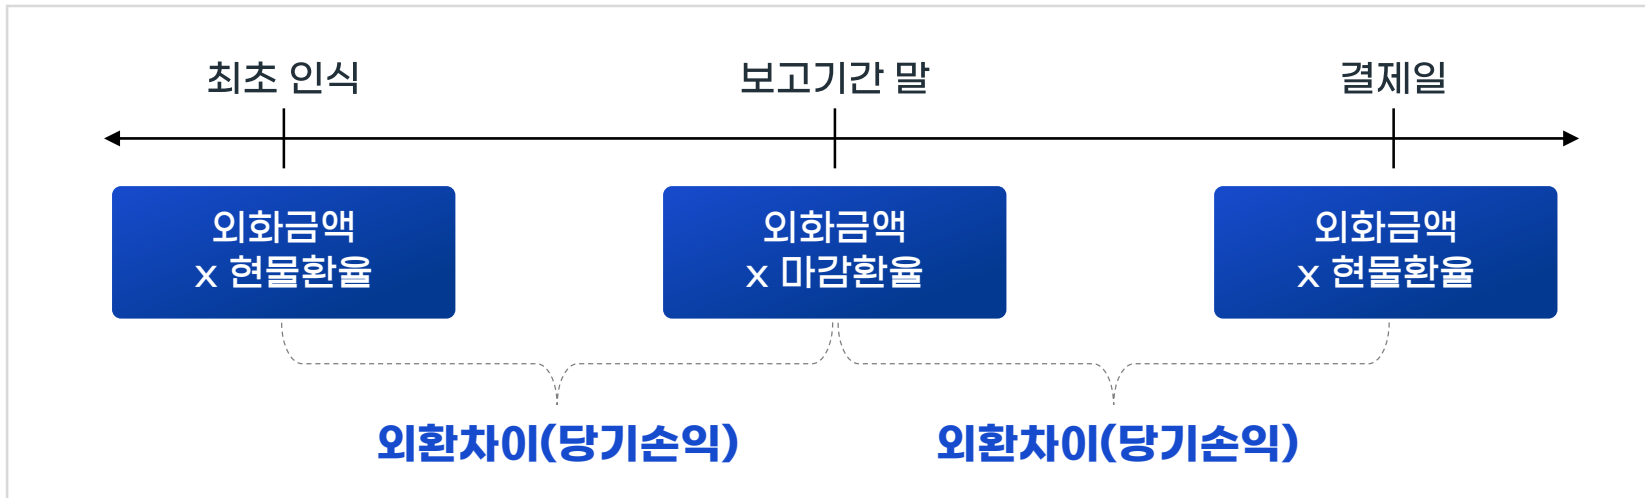 최초 인식
보고기간 말
결제일
외화금액
x 현물환율
외화금액
x 마감환율
외화금액
x 현물환율
외환차이(당기손익)
외환차이(당기손익)